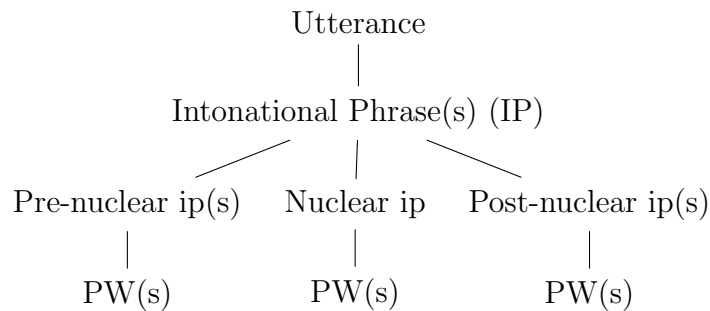 Utterance
Intonational Phrase(s) (IP)
Pre-nuclear ip(s) Nuclear ip Post-nuclear ip(s)
PW(s) PW(s) PW(s)